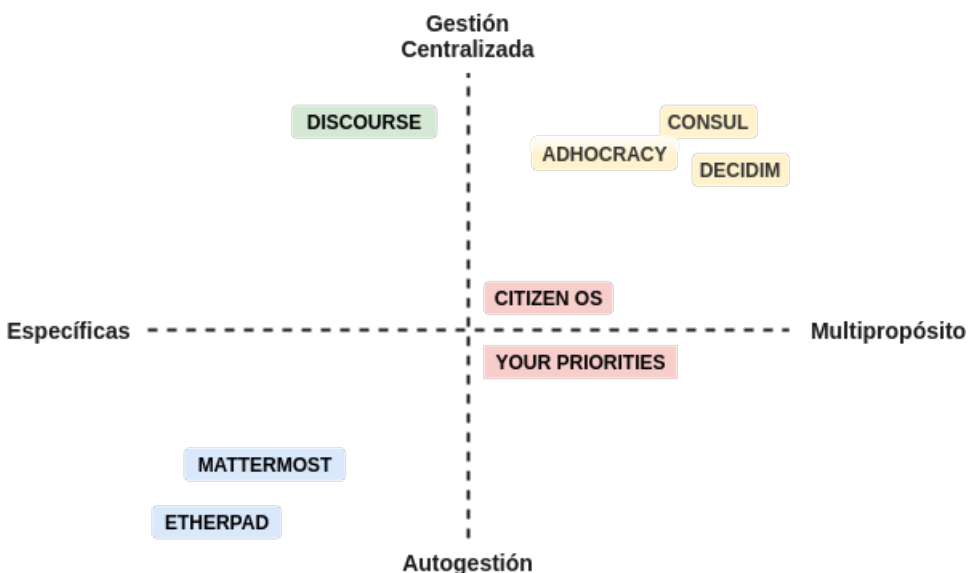 Gestión
Centralizada
DISCOURSE
CONSUL
ADHOCRACY
DECIDIM
CITIZEN OS
Específicas
Multipropósito
YOUR PRIORITIES
MATTERMOST
ETHERPAD
Autogestión